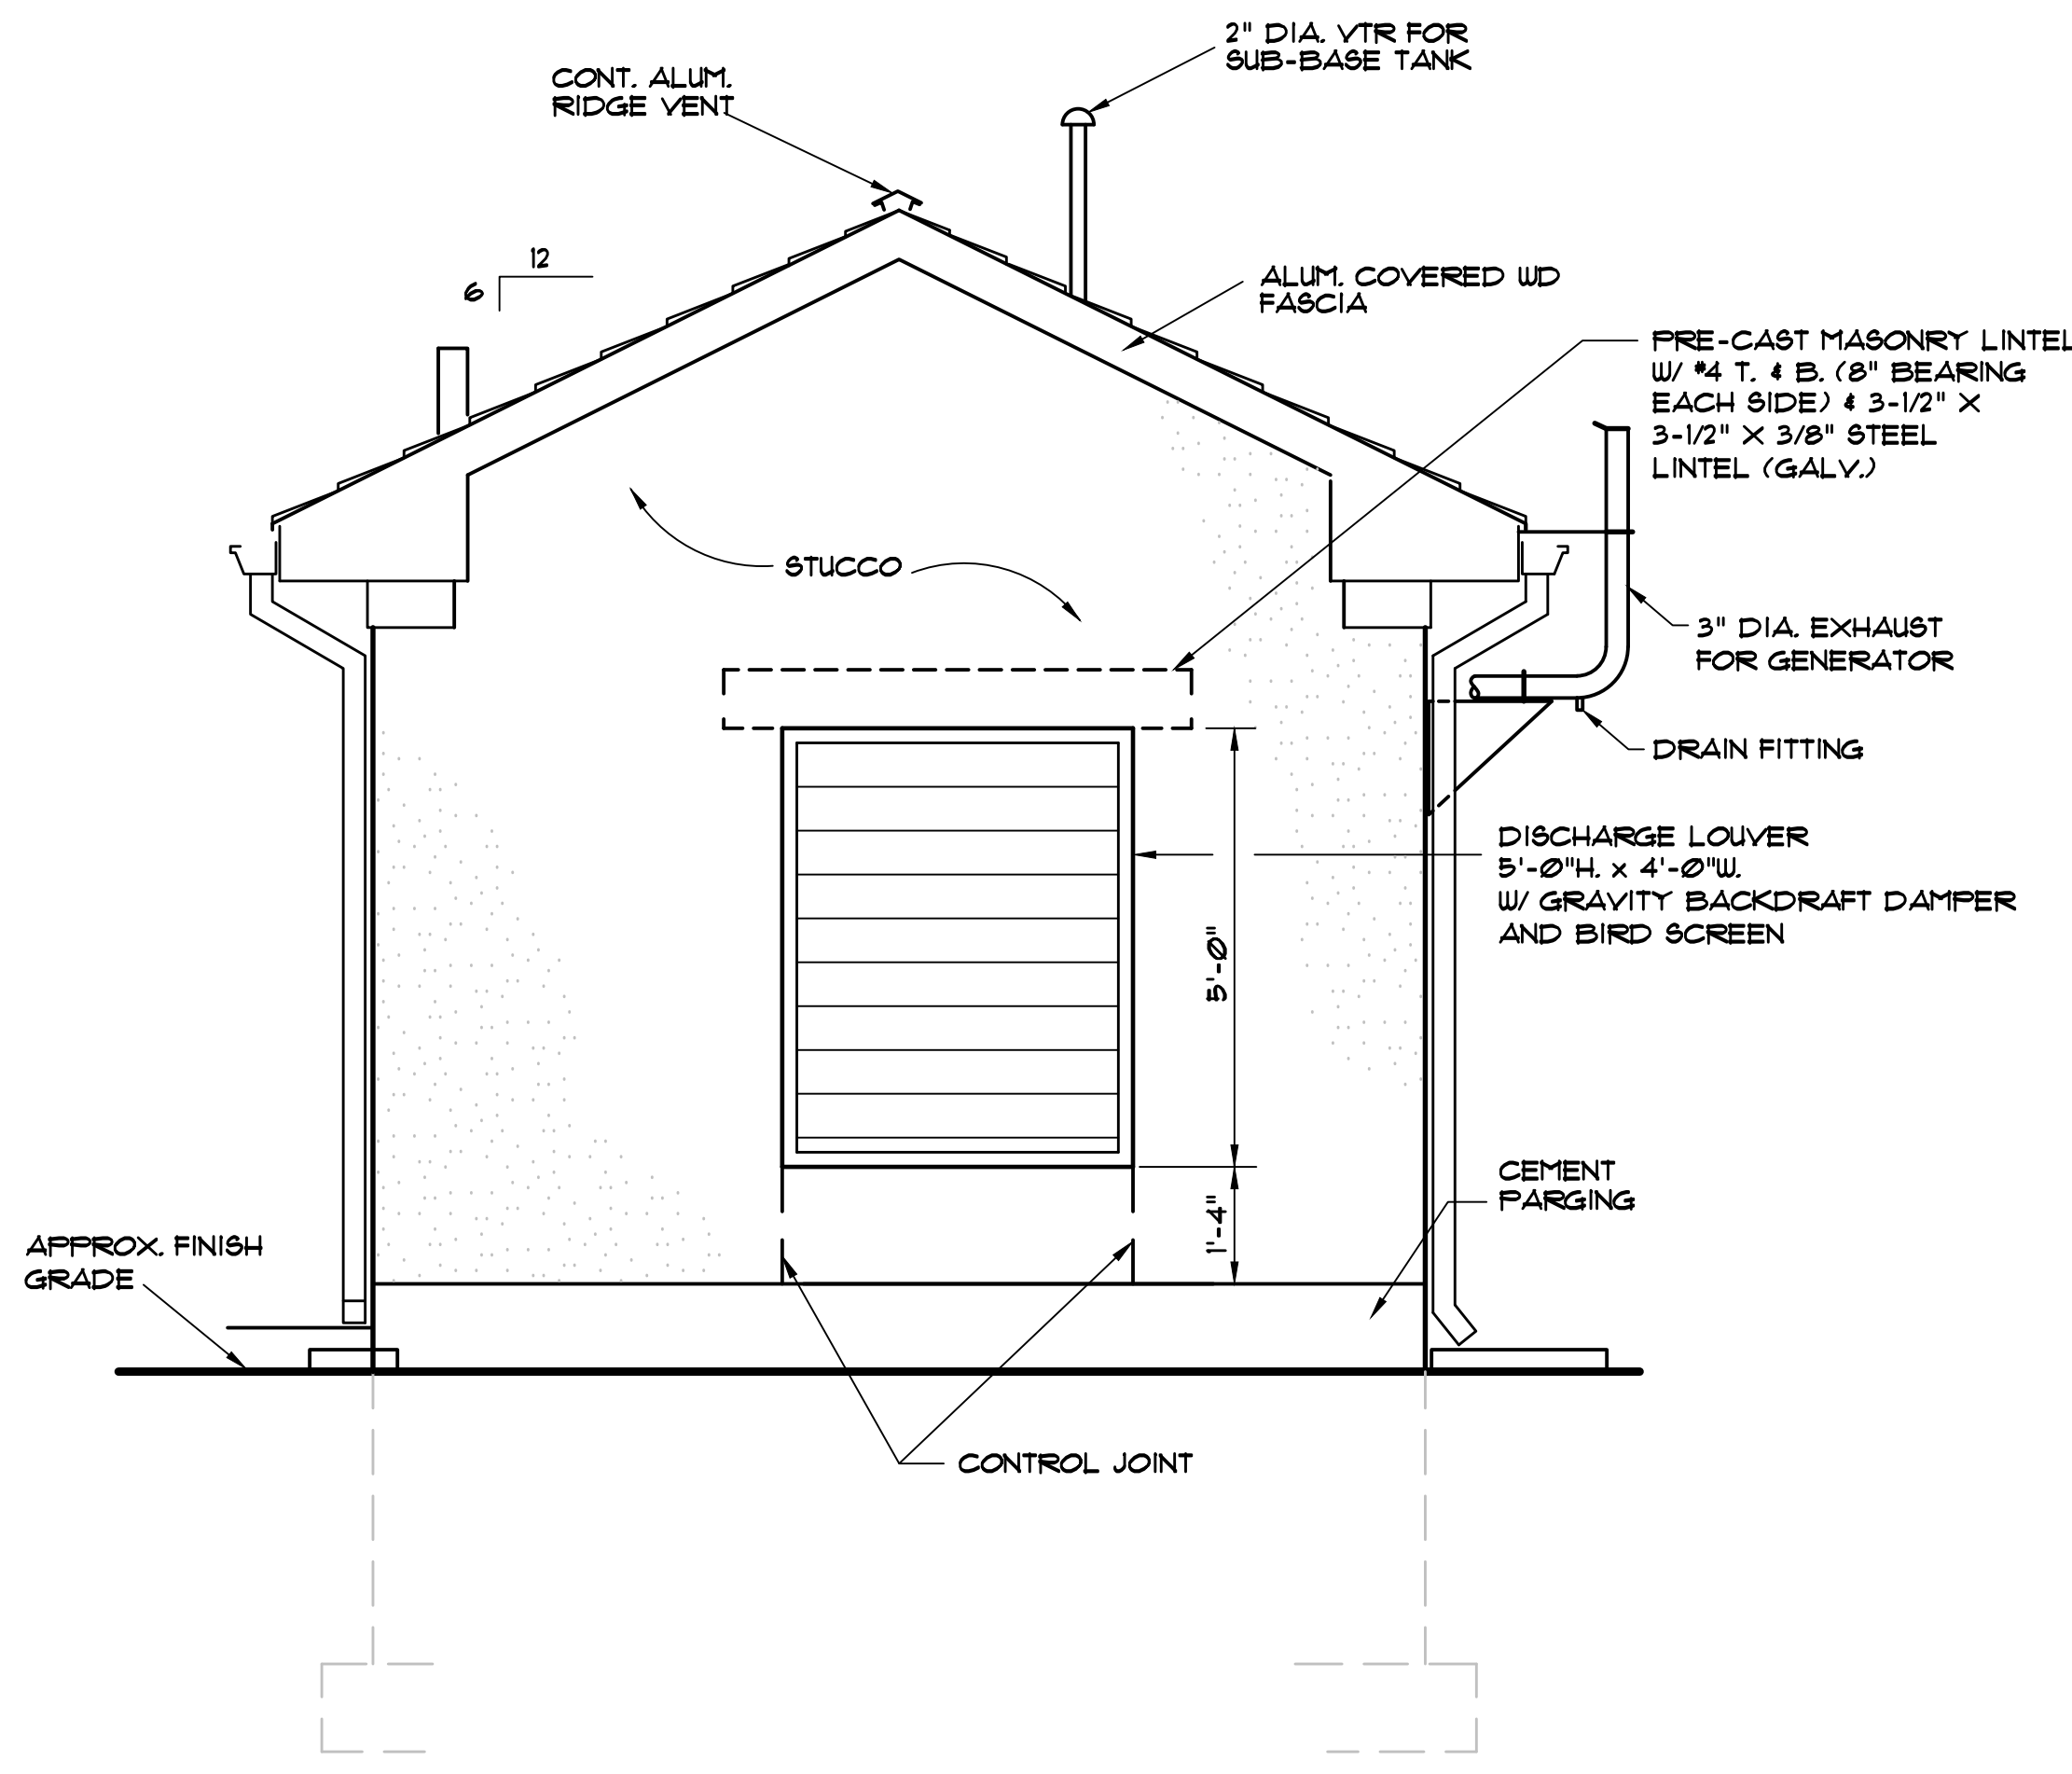 2" DIA. VTR FOR
SUB-BASE TANK
CONT. ALUM.
RIDGE VENT
12
6
ALUM. COVERED WD
FASCIA
PRE-CAST MASONRY LINTEL
W/ #4 T. & B. (8" BEARING
EACH SIDE) & 3-1/2" X
3-1/2" X 3/8" STEEL
LINTEL (GALV.)
STUCCO
3" DIA. EXHAUST
FOR GENERATOR
DRAIN FITTING
DISCHARGE LOUVER
5'-0"H. x 4'-0"W.
W/ GRAVITY BACKDRAFT DAMPER
AND BIRD SCREEN
5'-0"
1'-4"
CEMENT
PARGING
APPROX. FINISH
GRADE
CONTROL JOINT